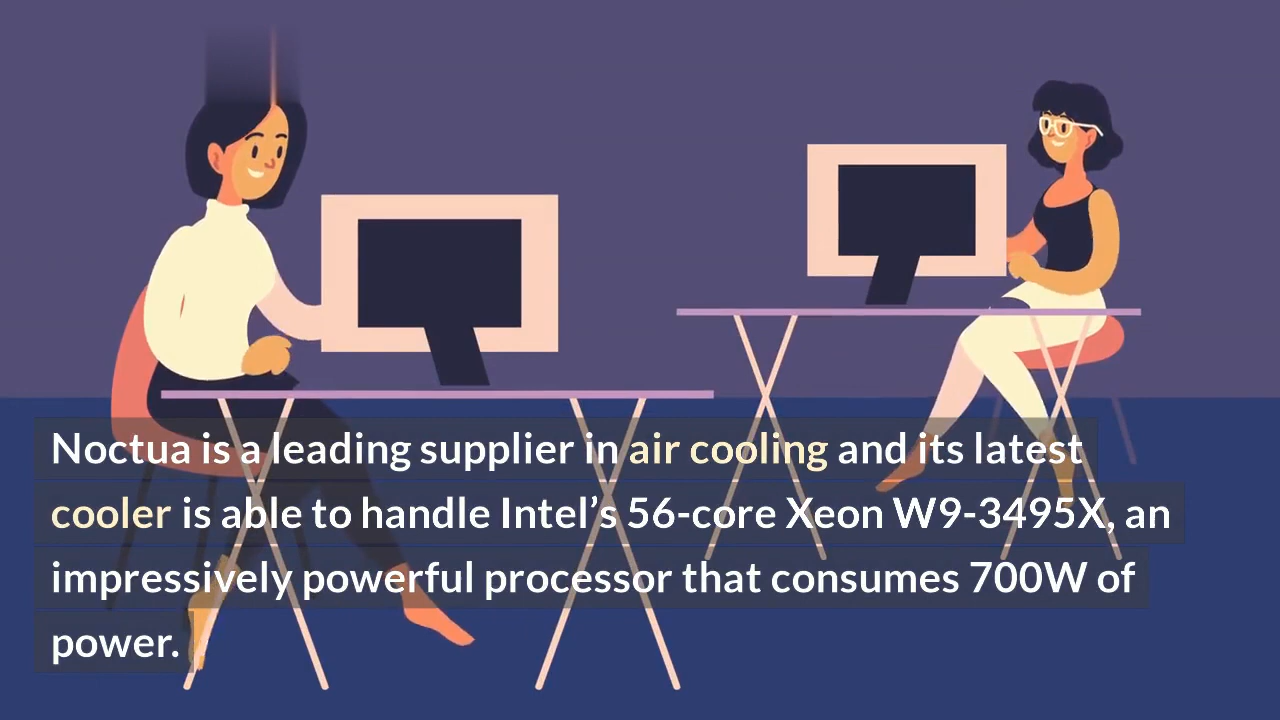 Noctua is a leading supplier in air cooling and its latest
cooler is able to handle Intel’s 56-core Xeon W9-3495X, an
impressively powerful processor that consumes 700W of
power.